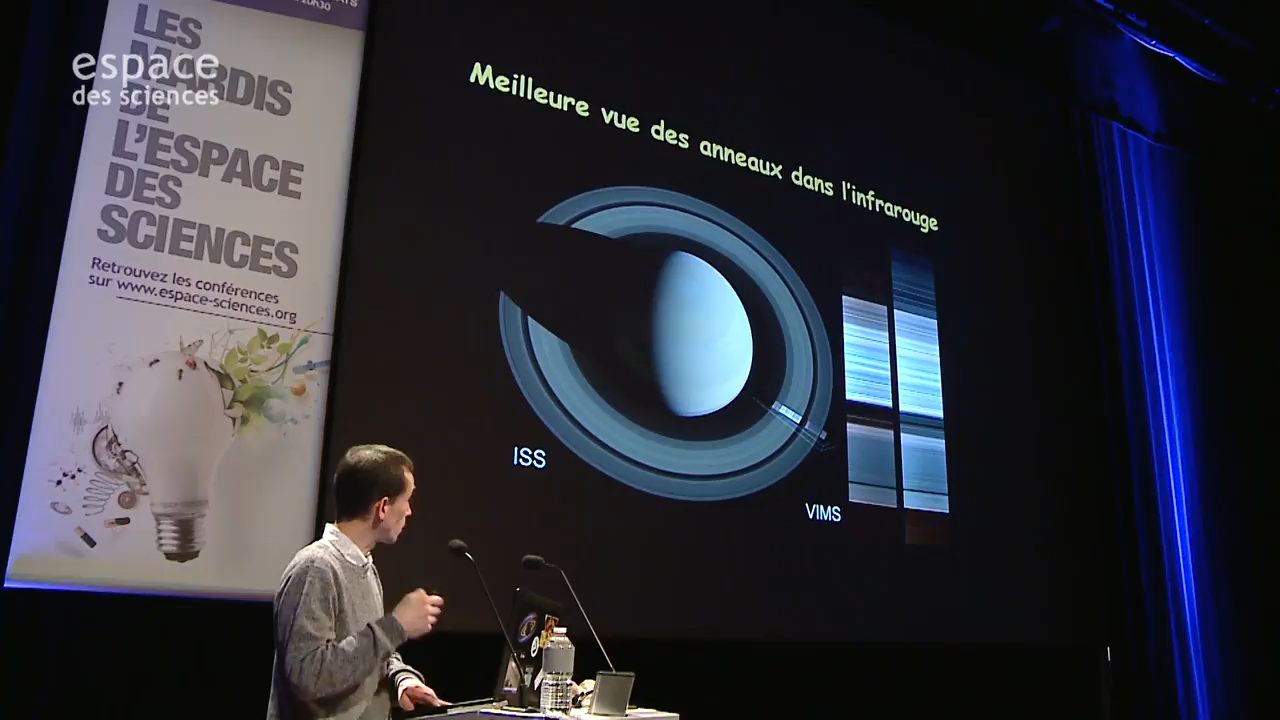 20h30
LES
MARDIS
DE
L'ESPACE
DES
SCIENCES
espace
des sciences
Retrouvez les conférences
sur www.espace-sciences.org
Meilleure vue des anneaux dans l'infrarouge
ISS
VIMS